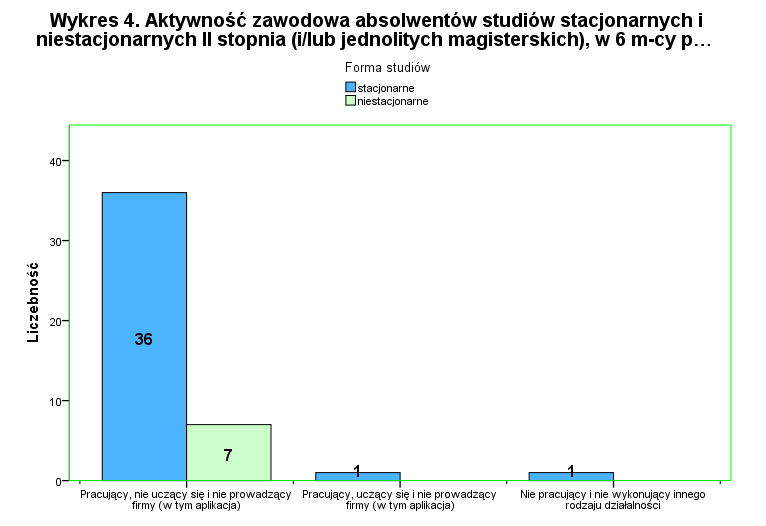 Wykres 4. Aktywność zawodowa absolwentów studiów stacjonarnych i
niestacjonarnych II stopnia (i/lub jednolitych magisterskich), w 6 m-cy p…
Forma studiów
stacjonarne
niestacjonarne
Liczebność
40
30
20
10
0
36
7
1
1
Pracujący, nie uczący się i nie prowadzący
firmy (w tym aplikacja)
Pracujący, uczący się i nie prowadzący
firmy (w tym aplikacja)
Nie pracujący i nie wykonujący innego
rodzaju działalności